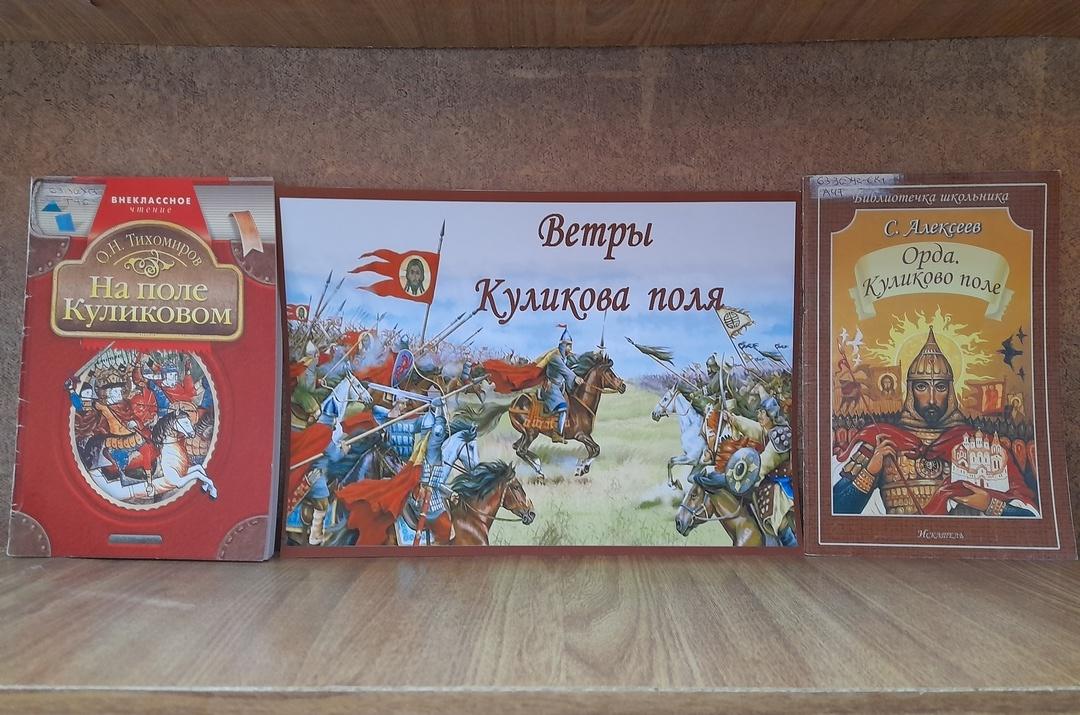 ВНЕКЛАССНОЕ
чтение
О.Н. Тихомиров
На поле
Куликовом
Ветры
Куликова поля
Библиотечка школьника
С. Алексеев
Орда.
Куликово поле
Искатель